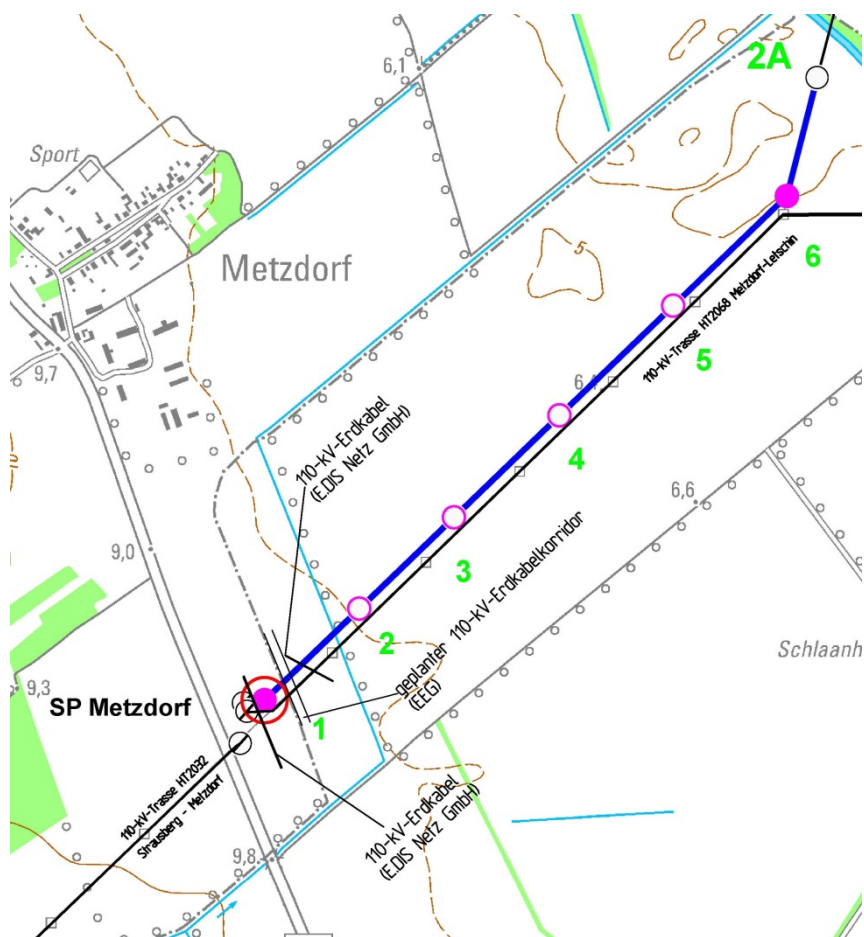 6,1
2A
Sport
Metzdorf
5
6
110-kV-Trasse HT2068 Metzdorf-Letschin
9,7
5
6,1
4
110-kV-Erdkabel
(E.DIS Netz GmbH)
6,6
9,0
3
2
geplanter 110-kV-Erdkabelkorridor
(EEG)
Schlaanh
9,3
SP Metzdorf
1
110-kV-Trasse HT2032
Strausberg - Metzdorf
110-kV-Erdkabel
(E.DIS Netz GmbH)
9,8